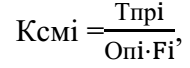 Ксмі = Тпрі / Опі·Fі,